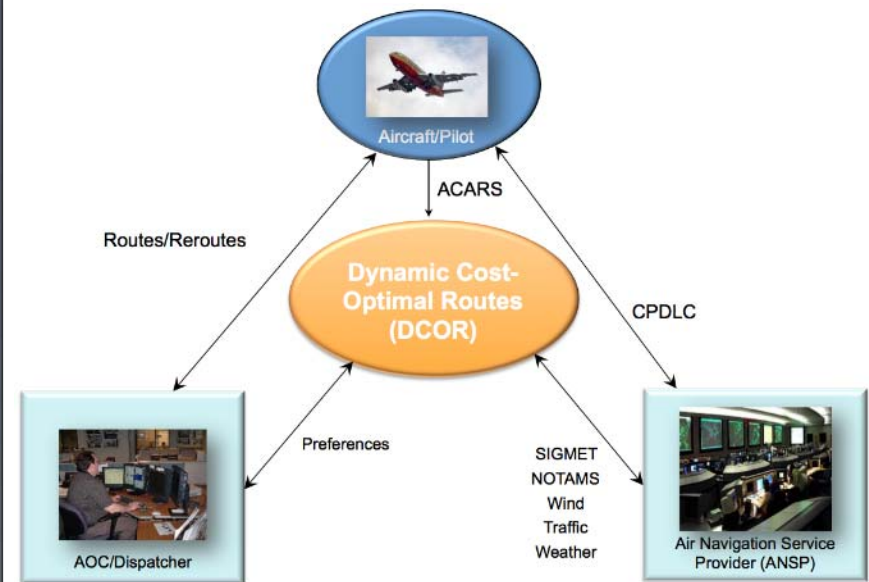 Aircraft/Pilot
ACARS
Routes/Reroutes
Dynamic Cost-
Optimal Routes
(DCOR)
CPDLC
Preferences
SIGMET
NOTAMS
Wind
Traffic
Weather
AOC/Dispatcher
Air Navigation Service
Provider (ANSP)